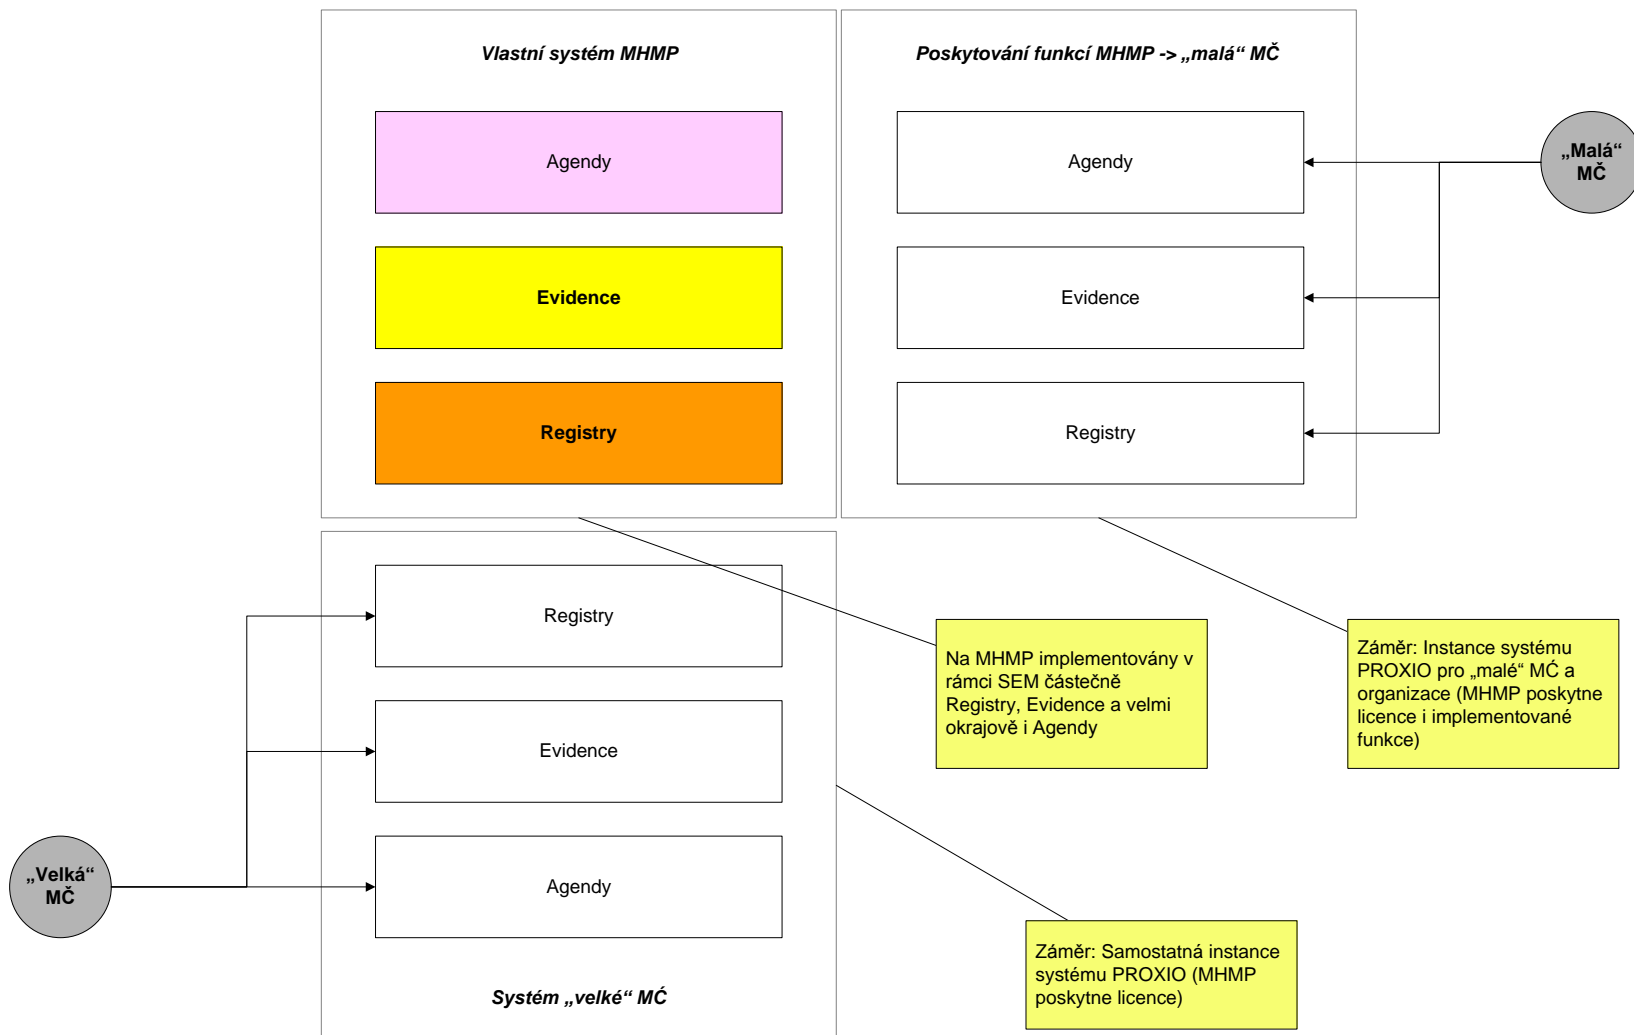 Vlastní systém MHMP
Agendy
Evidence
Registry
Poskytování funkcí MHMP -> „malá“ MČ
Agendy
Evidence
Registry
„Malá“
MČ
Registry
Evidence
Agendy
Systém „velké“ MĆ
„Velká“
MČ
Na MHMP implementovány v
rámci SEM částečně
Registry, Evidence a velmi
okrajově i Agendy
Záměr: Instance systému
PROXIO pro „malé“ MĆ a
organizace (MHMP poskytne
licence i implementované
funkce)
Záměr: Samostatná instance
systému PROXIO (MHMP
poskytne licence)